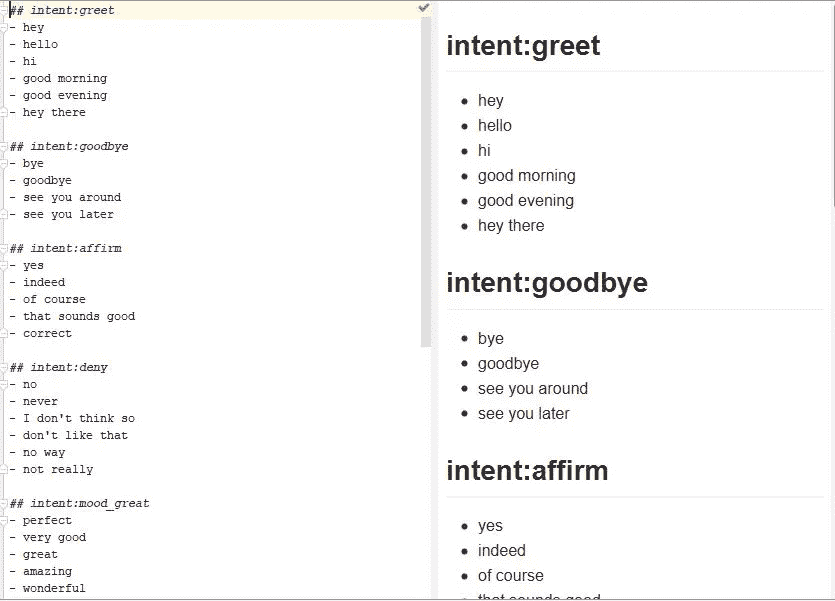 ## intent:greet
- hey
- hello
- hi
- good morning
- good evening
- hey there
## intent:goodbye
- bye
- goodbye
- see you around
- see you later
## intent:affirm
- yes
- indeed
- of course
- that sounds good
- correct
## intent:deny
- no
- never
- I don't think so
- don't like that
- no way
- not really
## intent:mood_great
- perfect
- very good
- great
- amazing
- wonderful
intent:greet
• hey
• hello
• hi
• good morning
• good evening
• hey there
intent:goodbye
• bye
• goodbye
• see you around
• see you later
intent:affirm
• yes
• indeed
• of course
• that sounds good